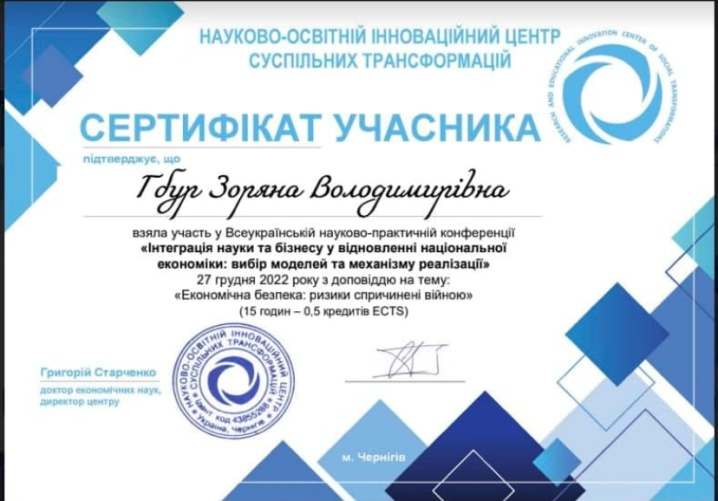 НАУКОВО-ОСВІТНІЙ ІННОВАЦІЙНИЙ ЦЕНТР
СУСПІЛЬНИХ ТРАНСФОРМАЦІЙ
RESEARCH AND EDUCATIONAL INNOVATION CENTER OF SOCIAL TRANSFORMATIONS
СЕРТИФІКАТ УЧАСНИКА
підтверджує, що
Гбур Зоряна Володимирівна
взяла участь у Всеукраїнській науково-практичній конференції
«Інтеграція науки та бізнесу у відновленні національної
економіки: вибір моделей та механізму реалізації»
27 грудня 2022 року з доповіддю на тему:
«Економічна безпека: ризики спричинені війною»
(15 годин – 0,5 кредитів ECTS)
НАУКОВО-ОСВІТНІЙ ІННОВАЦІЙНИЙ ЦЕНТР
СУСПІЛЬНИХ ТРАНСФОРМАЦІЙ
Ідент. код 43855288
Україна, Чернігів
Григорій Старченко
доктор економічних наук,
директор центру
м. Чернігів